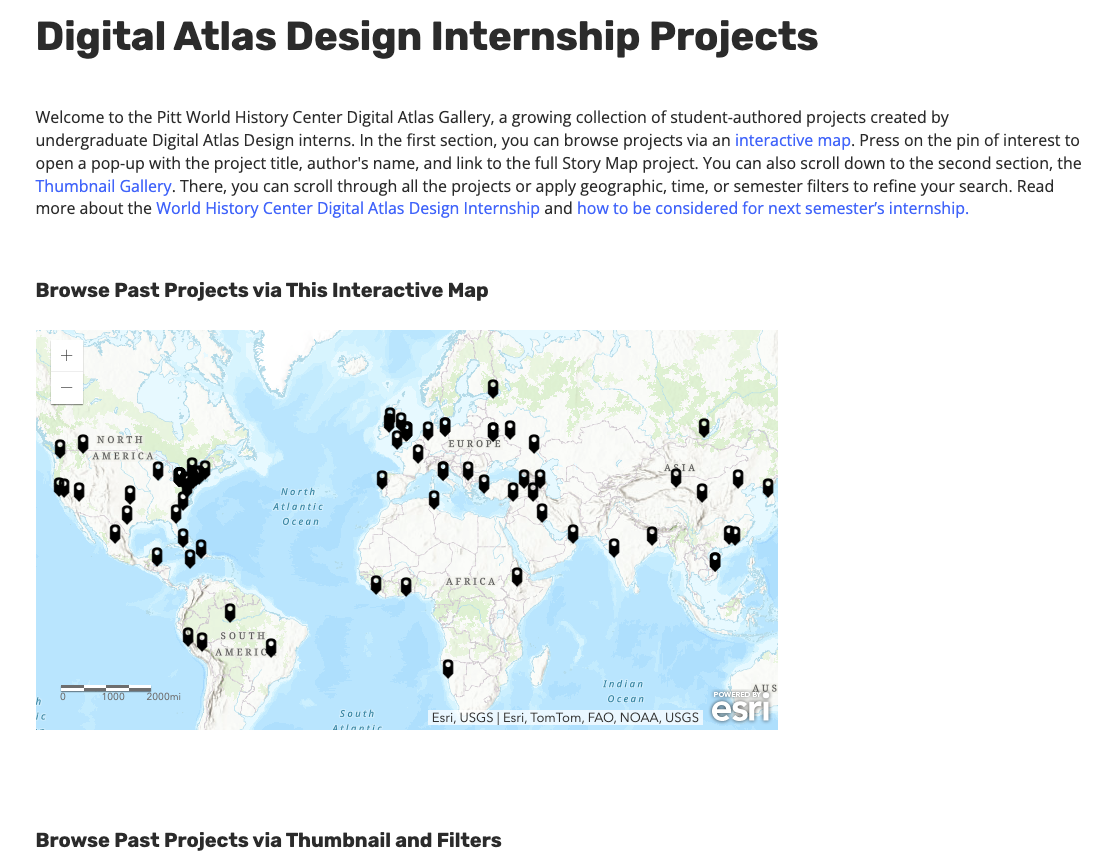 Digital Atlas Design Internship Projects
Welcome to the Pitt World History Center Digital Atlas Gallery, a growing collection of student-authored projects created by
undergraduate Digital Atlas Design interns. In the first section, you can browse projects via an interactive map. Press on the pin of interest to
open a pop-up with the project title, author's name, and link to the full Story Map project. You can also scroll down to the second section, the
Thumbnail Gallery. There, you can scroll through all the projects or apply geographic, time, or semester filters to refine your search. Read
more about the World History Center Digital Atlas Design Internship and how to be considered for next semester’s internship.
Browse Past Projects via This Interactive Map
+
−
NORTH
AMERICA
EUROPE
ASIA
North
Atlantic
Ocean
AFRICA
SOUTH
AMERIC
Indian
Ocean
AUS
h
ic
0 1000 2000mi
South
Atlantic
POWERED BY
esri
Esri, USGS | Esri, TomTom, FAO, NOAA, USGS
Browse Past Projects via Thumbnail and Filters